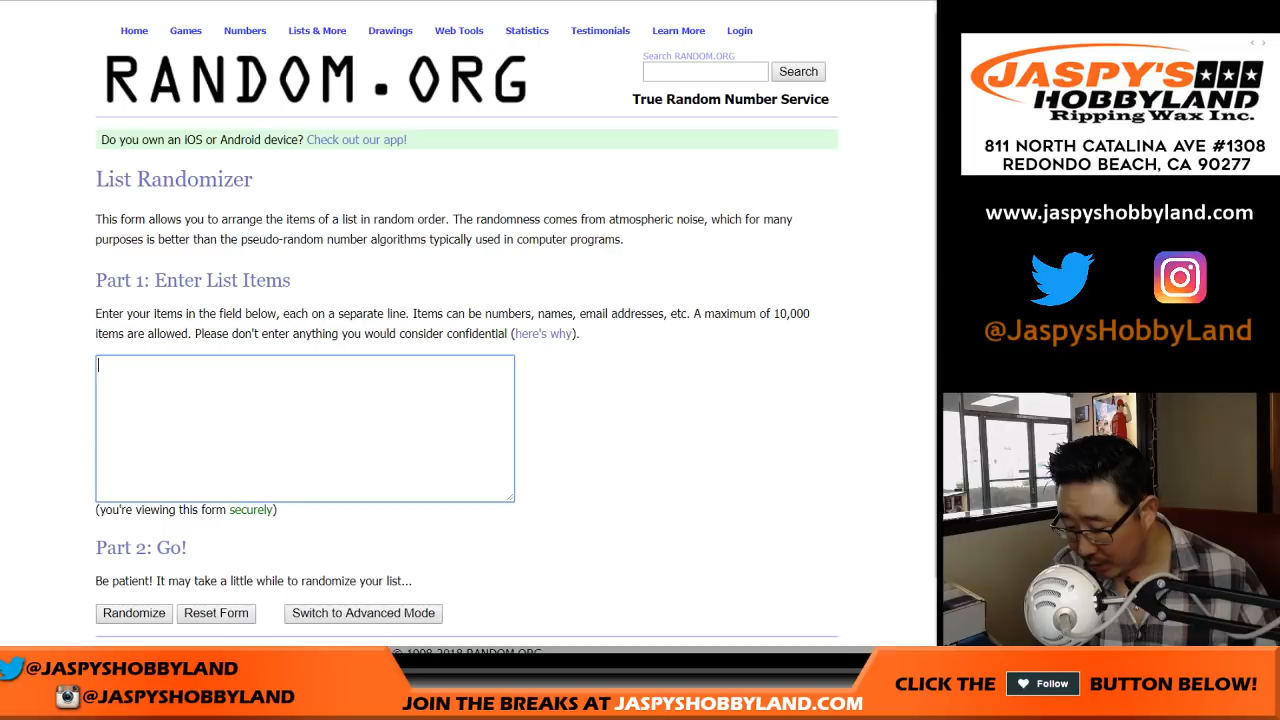 Home Games Numbers Lists & More Drawings Web Tools Statistics Testimonials Learn More Login
RANDOM.ORG
Search RANDOM.ORG
Search
True Random Number Service
Do you own an iOS or Android device? Check out our app!
List Randomizer
This form allows you to arrange the items of a list in random order. The randomness comes from atmospheric noise, which for many
purposes is better than the pseudo-random number algorithms typically used in computer programs.
Part 1: Enter List Items
Enter your items in the field below, each on a separate line. Items can be numbers, names, email addresses, etc. A maximum of 10,000
items are allowed. Please don't enter anything you would consider confidential (here's why).
(you're viewing this form securely)
Part 2: Go!
Be patient! It may take a little while to randomize your list...
Randomize Reset Form Switch to Advanced Mode
© 1998-2018 RANDOM.ORG
JASPY'S
HOBBYLAND
Ripping Wax Inc.
811 NORTH CATALINA AVE #1308
REDONDO BEACH, CA 90277
www.jaspyshobbyland.com
@JaspysHobbyLand
@JASPYSHOBBYLAND
@JASPYSHOBBYLAND
JOIN THE BREAKS AT JASPYSHOBBYLAND.COM
CLICK THE Follow BUTTON BELOW!